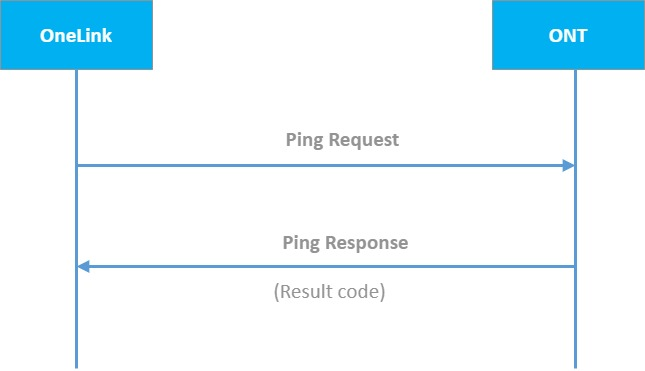 OneLink
ONT
Ping Request
Ping Response
(Result code)